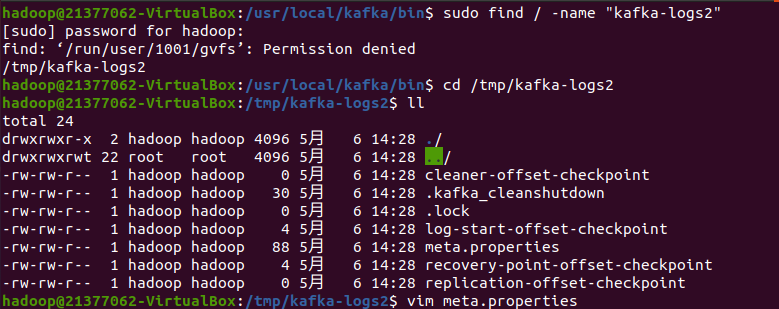 hadoop@21377062-VirtualBox:/usr/local/kafka/bin$ sudo find / -name "kafka-logs2"
[sudo] password for hadoop:
find: ‘/run/user/1001/gvfs’: Permission denied
/tmp/kafka-logs2
hadoop@21377062-VirtualBox:/usr/local/kafka/bin$ cd /tmp/kafka-logs2
hadoop@21377062-VirtualBox:/tmp/kafka-logs2$ ll
total 24
drwxrwxr-x  2 hadoop hadoop 4096 5月   6 14:28 ./
drwxrwxrwt 22 root   root   4096 5月   6 14:28 ../
-rw-rw-r--  1 hadoop hadoop    0 5月   6 14:28 cleaner-offset-checkpoint
-rw-rw-r--  1 hadoop hadoop   30 5月   6 14:28 .kafka_cleanshutdown
-rw-rw-r--  1 hadoop hadoop    0 5月   6 14:28 .lock
-rw-rw-r--  1 hadoop hadoop    4 5月   6 14:28 log-start-offset-checkpoint
-rw-rw-r--  1 hadoop hadoop   88 5月   6 14:28 meta.properties
-rw-rw-r--  1 hadoop hadoop    4 5月   6 14:28 recovery-point-offset-checkpoint
-rw-rw-r--  1 hadoop hadoop    0 5月   6 14:28 replication-offset-checkpoint
hadoop@21377062-VirtualBox:/tmp/kafka-logs2$ vim meta.properties